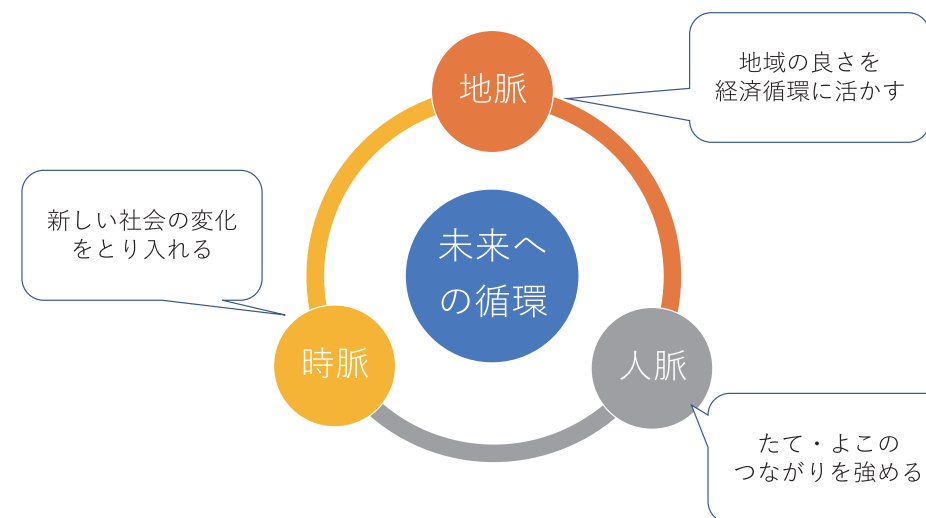 地脈
地域の良さを
経済循環に活かす
新しい社会の変化
をとり入れる
未来へ
の循環
時脈
人脈
たて・よこの
つながりを強める